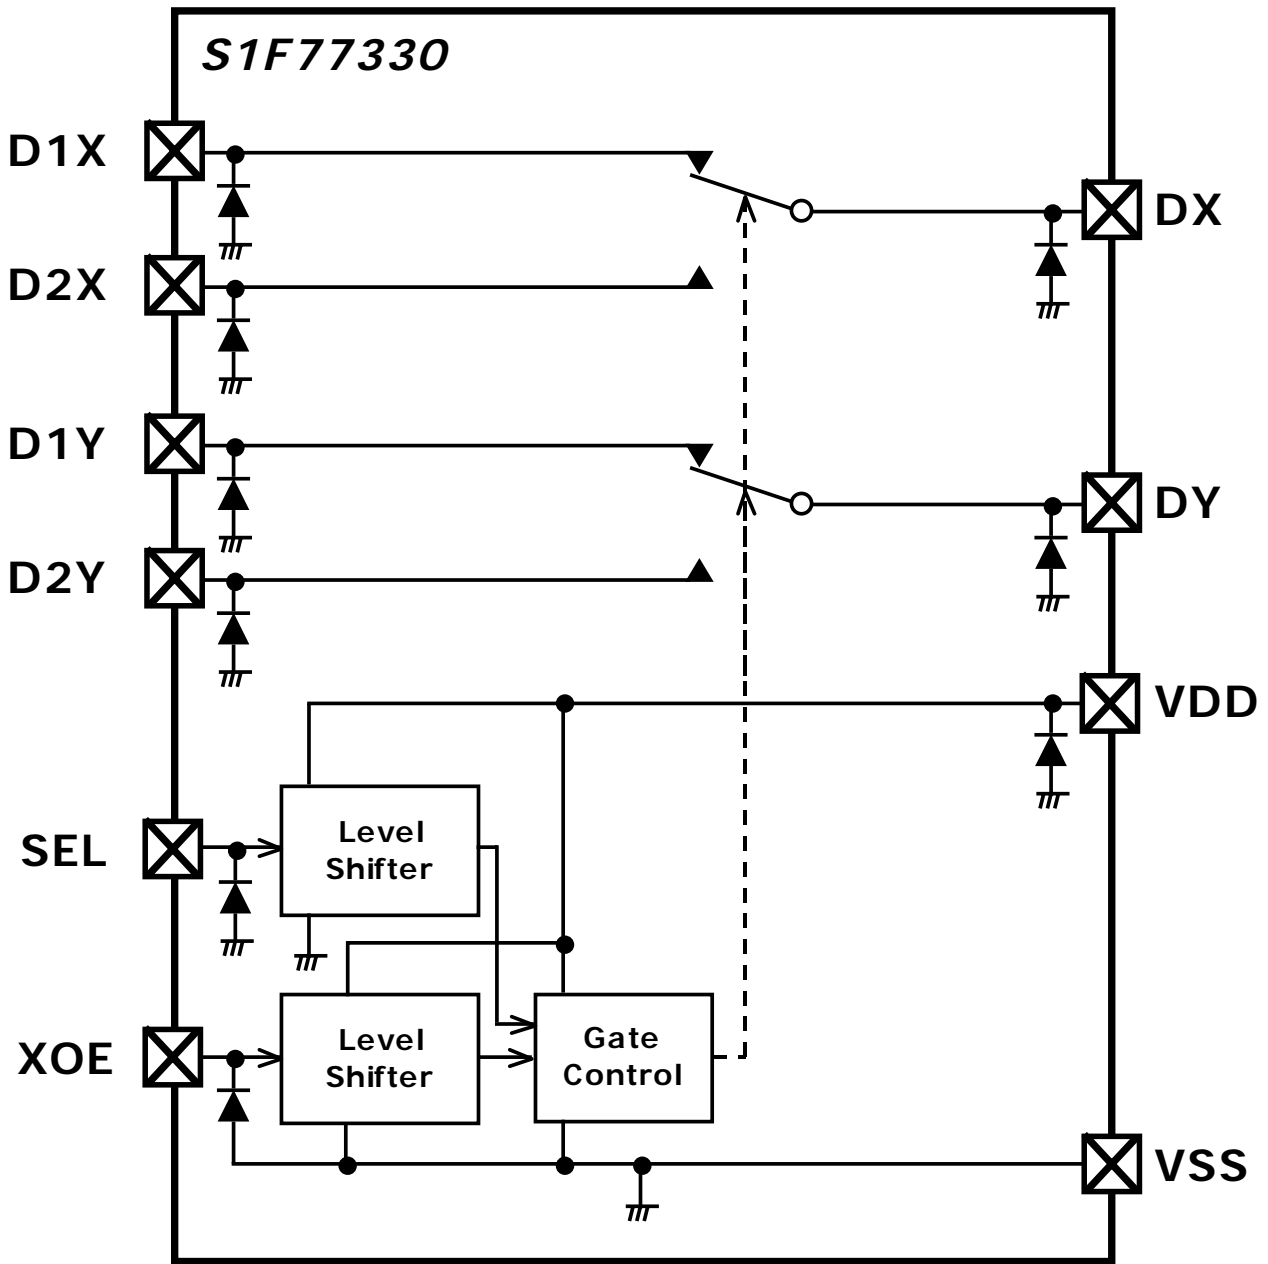 S1F77330
D1X
DX
D2X
D1Y
DY
D2Y
VDD
SEL
Level
Shifter
XOE
Level
Shifter
Gate
Control
VSS